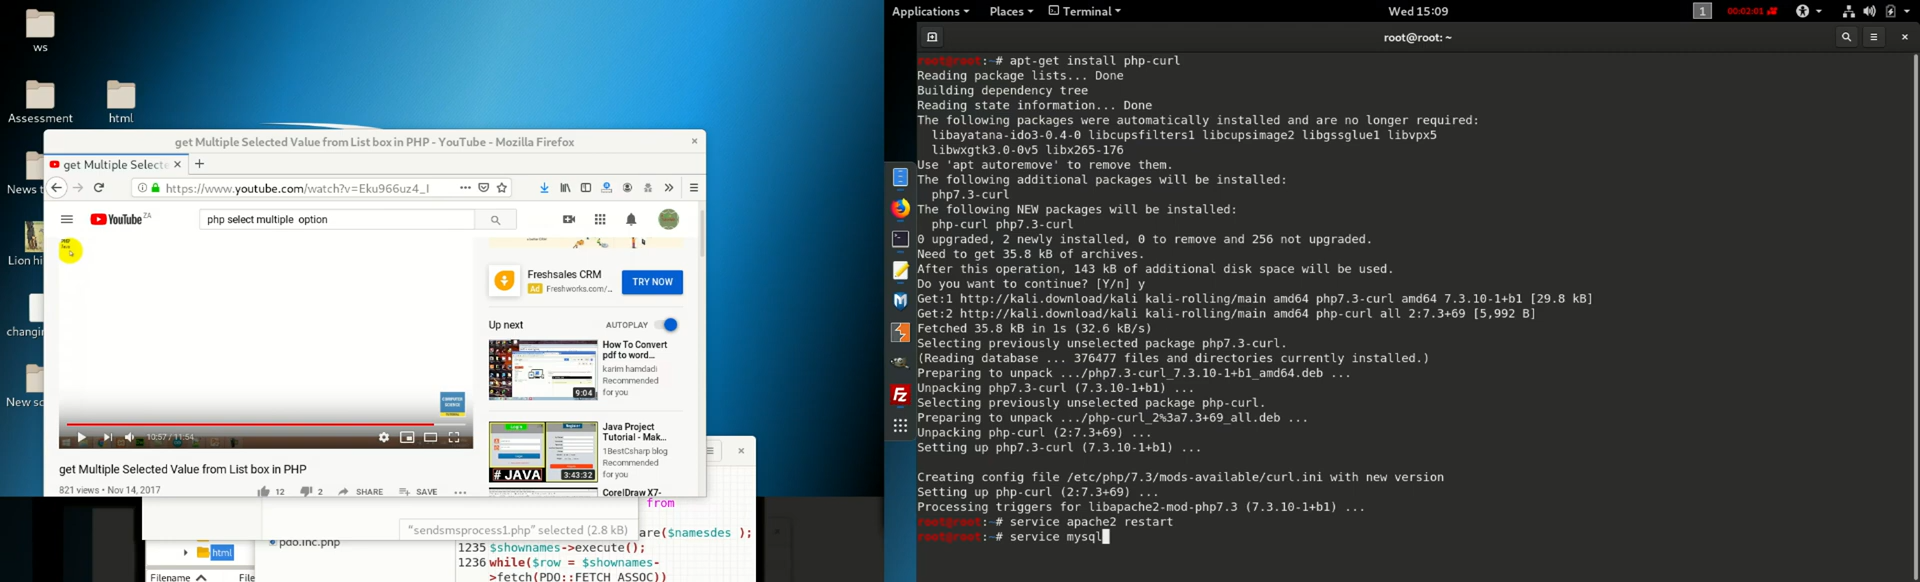 ws
Assessment
html
News t
Lion hi
changin
New sc
get Multiple Selected Value from List box in PHP - YouTube - Mozilla Firefox
get Multiple Selecte
https://www.youtube.com/watch?v=Eku966uz4_I
YouTube ZA
php select multiple option
Freshsales CRM
Ad Freshworks.com/...
TRY NOW
Up next
AUTOPLAY
How To Convert
pdf to word...
karim hamdadi
Recommended
for you
9:04
Java Project
Tutorial - Mak...
1BestCsharp blog
Recommended
for you
# JAVA
3:43:32
CorelDraw X7-
COMPUTER
SCIENCE
10:57 / 11:54
get Multiple Selected Value from List box in PHP
821 views • Nov 14, 2017
12
2
SHARE
SAVE
from
"sendsmsprocess1.php" selected (2.8 kB)
are($namesdes );
pdo.inc.php
1235 $shownames->execute();
html
1236 while($row = $shownames-
>fetch(PDO::FETCH_ASSOC))
Filename
File
Applications
Places
Terminal
Wed 15:09
1
00:02:01
root@root: ~
root@root:~# apt-get install php-curl
Reading package lists... Done
Building dependency tree
Reading state information... Done
The following packages were automatically installed and are no longer required:
libayatana-ido3-0.4-0 libcupsfilters1 libcupsimage2 libgssglue1 libvpx5
libwxgtk3.0-0v5 libx265-176
Use 'apt autoremove' to remove them.
The following additional packages will be installed:
php7.3-curl
The following NEW packages will be installed:
php-curl php7.3-curl
0 upgraded, 2 newly installed, 0 to remove and 256 not upgraded.
Need to get 35.8 kB of archives.
After this operation, 143 kB of additional disk space will be used.
Do you want to continue? [Y/n] y
Get:1 http://kali.download/kali kali-rolling/main amd64 php7.3-curl amd64 7.3.10-1+b1 [29.8 kB]
Get:2 http://kali.download/kali kali-rolling/main amd64 php-curl all 2:7.3+69 [5,992 B]
Fetched 35.8 kB in 1s (32.6 kB/s)
Selecting previously unselected package php7.3-curl.
(Reading database ... 376477 files and directories currently installed.)
Preparing to unpack .../php7.3-curl_7.3.10-1+b1_amd64.deb ...
Unpacking php7.3-curl (7.3.10-1+b1) ...
Selecting previously unselected package php-curl.
Preparing to unpack .../php-curl_2%3a7.3+69_all.deb ...
Unpacking php-curl (2:7.3+69) ...
Setting up php7.3-curl (7.3.10-1+b1) ...
Creating config file /etc/php/7.3/mods-available/curl.ini with new version
Setting up php-curl (2:7.3+69) ...
Processing triggers for libapache2-mod-php7.3 (7.3.10-1+b1) ...
root@root:~# service apache2 restart
root@root:~# service mysql